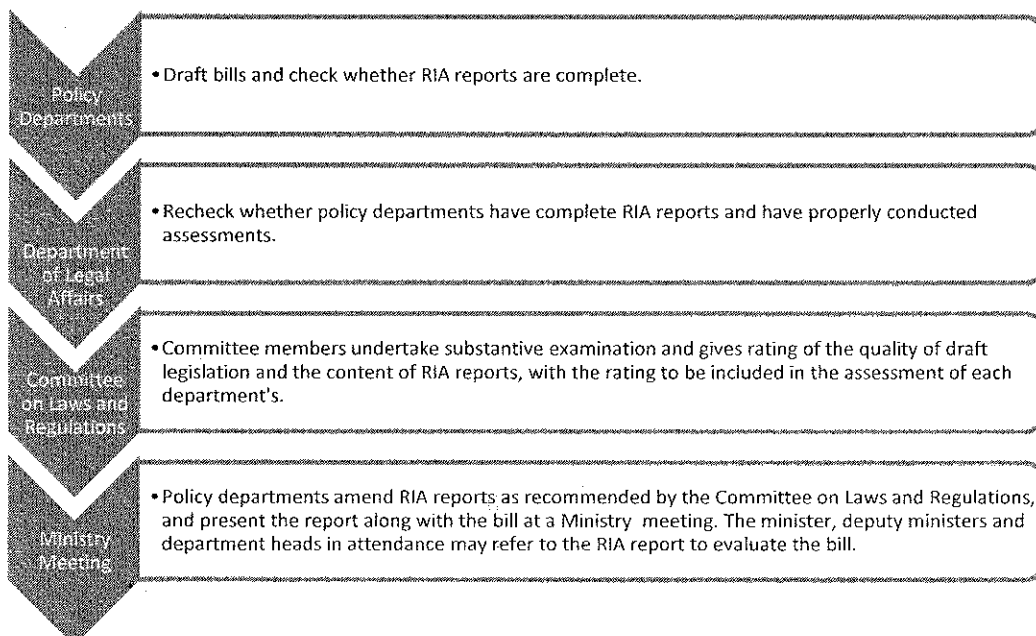 Policy
Departments
• Draft bills and check whether RIA reports are complete.
Department
of Legal
Affairs
• Recheck whether policy departments have complete RIA reports and have properly conducted
assessments.
Committee
on Laws and
Regulations
• Committee members undertake substantive examination and gives rating of the quality of draft
legislation and the content of RIA reports, with the rating to be included in the assessment of each
department's.
Ministry
Meeting
• Policy departments amend RIA reports as recommended by the Committee on Laws and Regulations,
and present the report along with the bill at a Ministry meeting. The minister, deputy ministers and
department heads in attendance may refer to the RIA report to evaluate the bill.